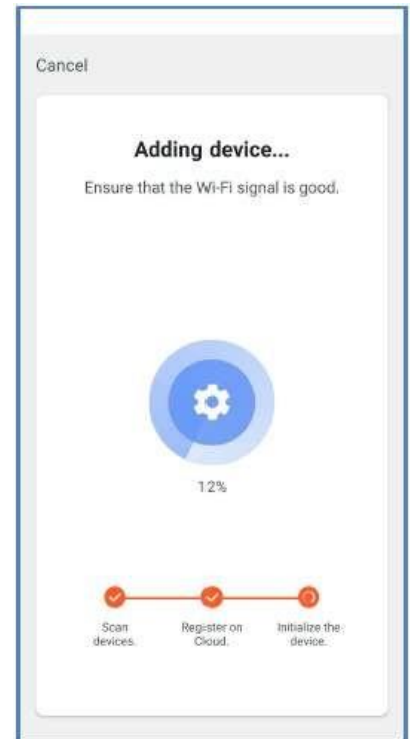 Cancel
Adding device...
Ensure that the Wi-Fi signal is good.
12%
Scan
devices.
Register on
Cloud.
Initialize the
device.